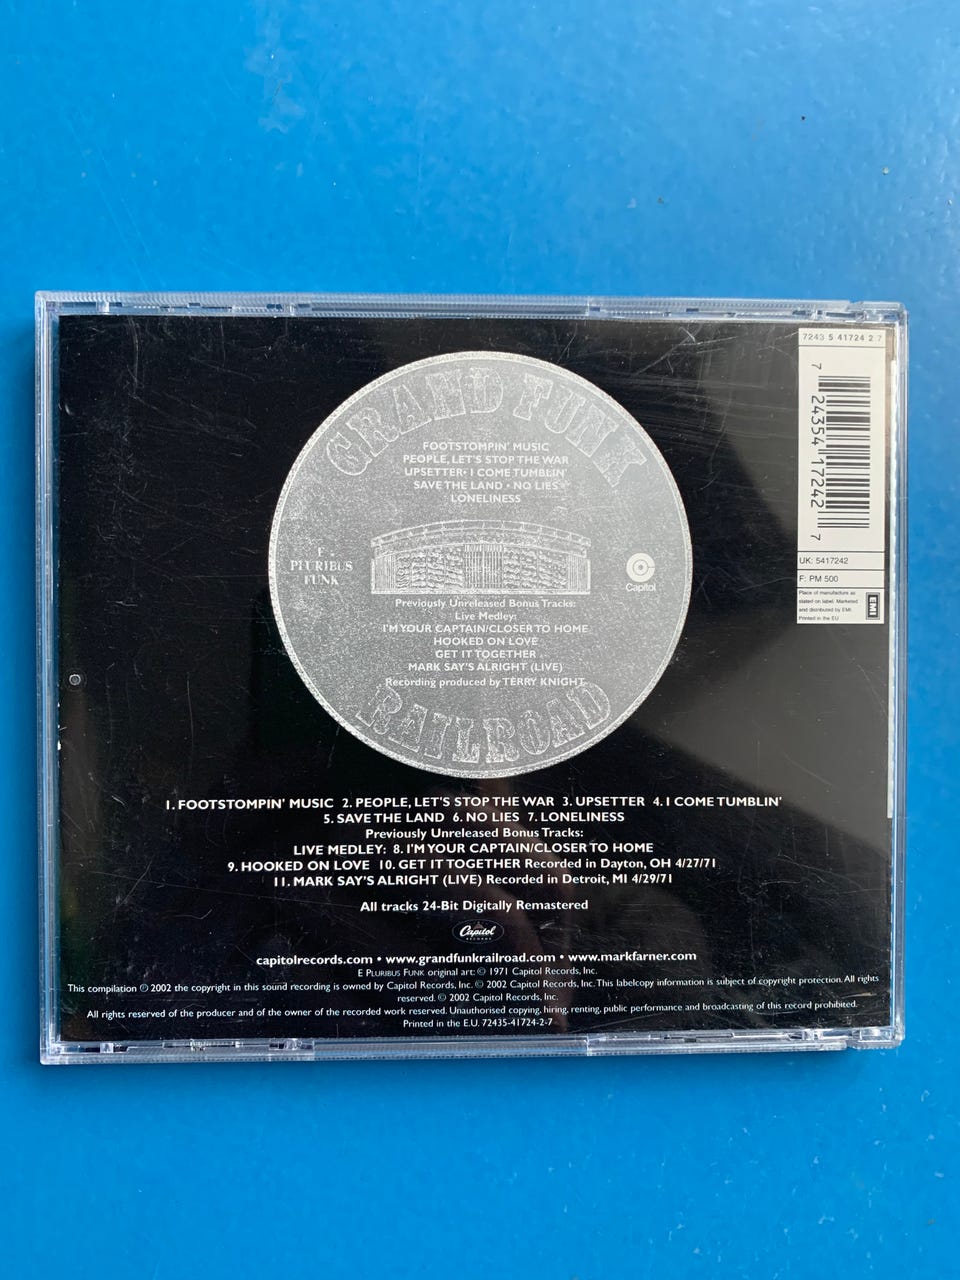 GRAND FUNK
FOOTSTOMPIN' MUSIC
PEOPLE, LET'S STOP THE WAR
UPSETTER • I COME TUMBLIN'
SAVE THE LAND • NO LIES
LONELINESS
E
PLURIBUS
FUNK
Capitol
Previously Unreleased Bonus Tracks:
Live Medley:
I'M YOUR CAPTAIN/CLOSER TO HOME
HOOKED ON LOVE
GET IT TOGETHER
MARK SAY'S ALRIGHT (LIVE)
Recording produced by TERRY KNIGHT
RAILROAD
7243 5 41724 2 7
7 24354 17242 7
UK: 5417242
F: PM 500
Place of manufacture as
stated on label. Marketed
and distributed by EMI.
Printed in the EU
EMI
1. FOOTSTOMPIN' MUSIC 2. PEOPLE, LET'S STOP THE WAR 3. UPSETTER 4. I COME TUMBLIN'
5. SAVE THE LAND 6. NO LIES 7. LONELINESS
Previously Unreleased Bonus Tracks:
LIVE MEDLEY: 8. I'M YOUR CAPTAIN/CLOSER TO HOME
9. HOOKED ON LOVE 10. GET IT TOGETHER Recorded in Dayton, OH 4/27/71
11. MARK SAY'S ALRIGHT (LIVE) Recorded in Detroit, MI 4/29/71
All tracks 24-Bit Digitally Remastered
Capitol
RECORDS
capitolrecords.com • www.grandfunkrailroad.com • www.markfarner.com
E PLURIBUS FUNK original art: © 1971 Capitol Records, Inc.
This compilation ℗ 2002 the copyright in this sound recording is owned by Capitol Records, Inc. © 2002 Capitol Records, Inc. This labelcopy information is subject of copyright protection. All rights
reserved. © 2002 Capitol Records, Inc.
All rights reserved of the producer and of the owner of the recorded work reserved. Unauthorised copying, hiring, renting, public performance and broadcasting of this record prohibited.
Printed in the E.U. 72435-41724-2-7